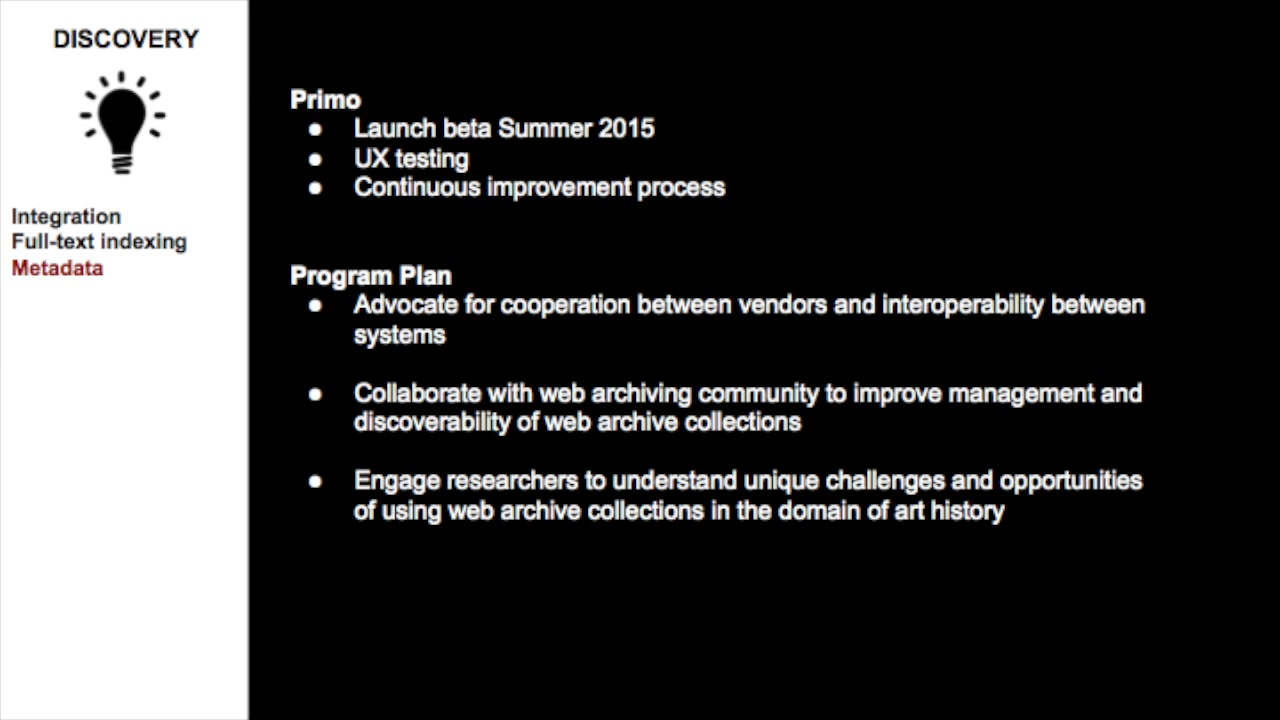 DISCOVERY
Integration
Full-text indexing
Metadata
Primo
● Launch beta Summer 2015
● UX testing
● Continuous improvement process
Program Plan
● Advocate for cooperation between vendors and interoperability between
systems
● Collaborate with web archiving community to improve management and
discoverability of web archive collections
● Engage researchers to understand unique challenges and opportunities
of using web archive collections in the domain of art history